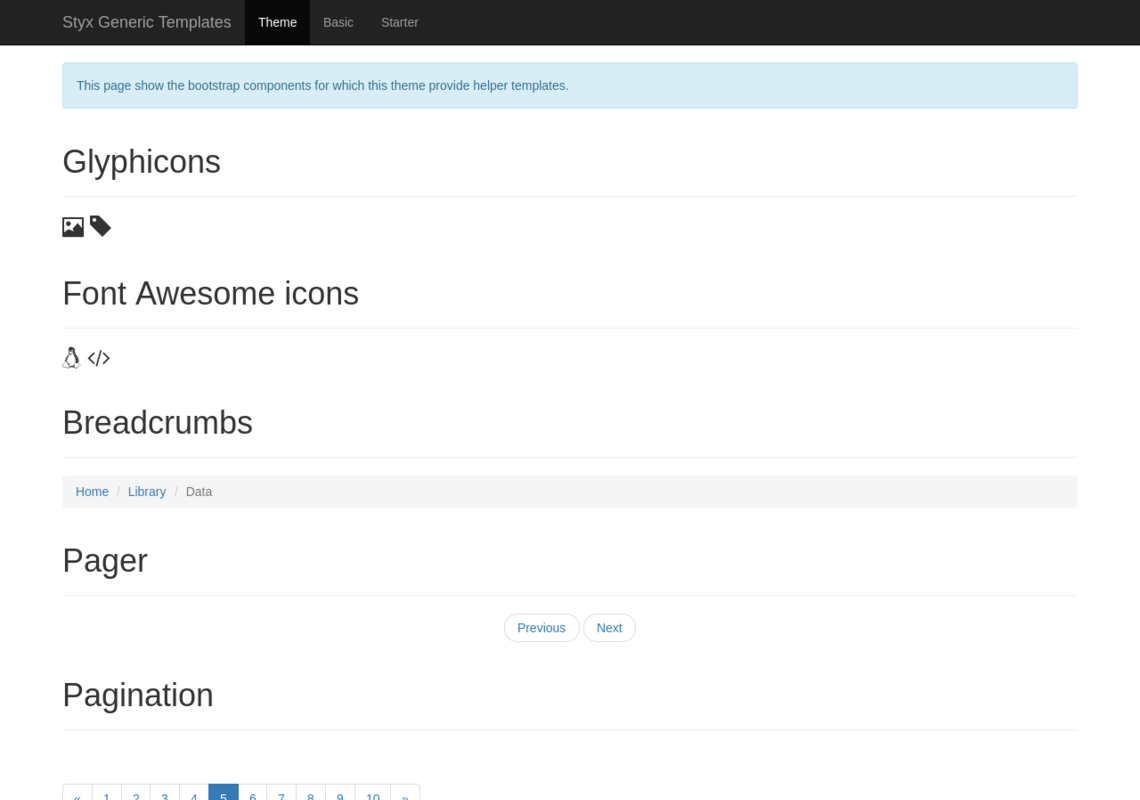 Styx Generic Templates Theme Basic Starter
This page show the bootstrap components for which this theme provide helper templates.
Glyphicons
Font Awesome icons
Breadcrumbs
Home / Library / Data
Pager
Previous Next
Pagination
« 1 2 3 4 5 6 7 8 9 10 »